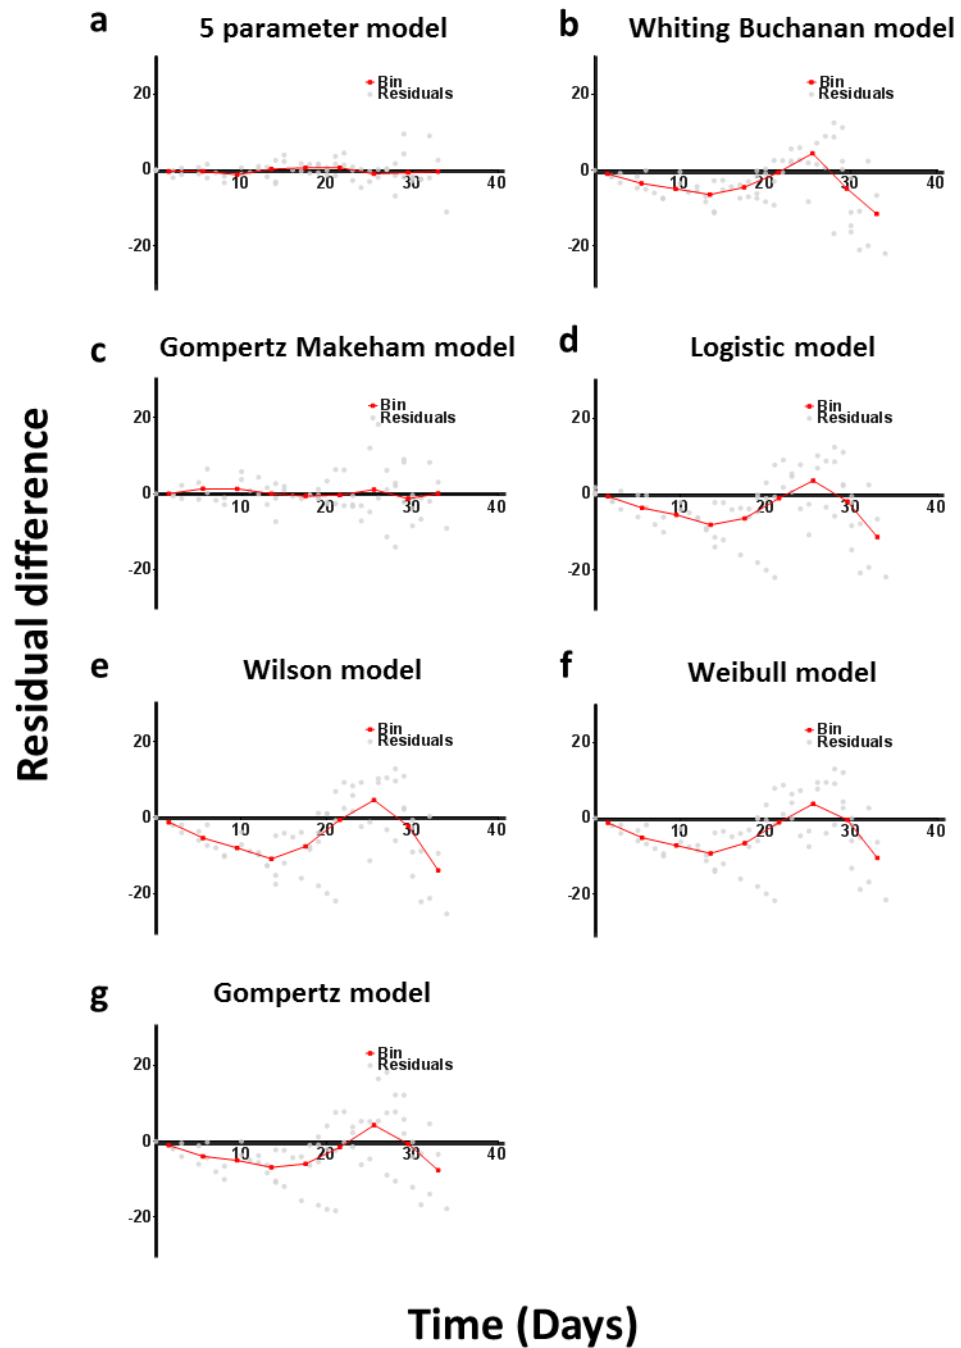 a 5 parameter model
Bin
Residuals
20
0
-20
10 20 30 40
b Whiting Buchanan model
Bin
Residuals
20
0
-20
10 20 30 40
c Gompertz Makeham model
Bin
Residuals
20
0
-20
10 20 30 40
d Logistic model
Bin
Residuals
20
0
-20
10 20 30 40
e Wilson model
Bin
Residuals
20
0
-20
10 20 30 40
f Weibull model
Bin
Residuals
20
0
-20
10 20 30 40
g Gompertz model
Bin
Residuals
20
0
-20
10 20 30 40
Residual difference
Time (Days)